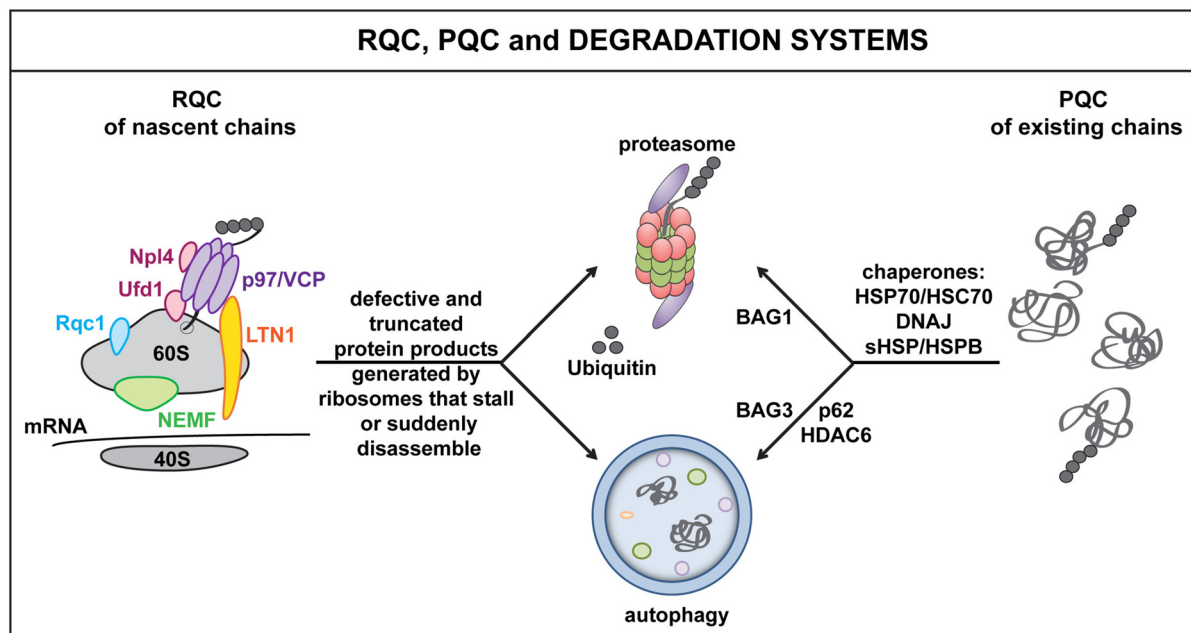 RQC, PQC and DEGRADATION SYSTEMS
RQC
of nascent chains
Npl4
Ufd1
p97/VCP
Rqc1
60S
LTN1
NEMF
mRNA
40S
defective and
truncated
protein products
generated by
ribosomes that stall
or suddenly
disassemble
proteasome
Ubiquitin
autophagy
BAG1
BAG3
p62
HDAC6
chaperones:
HSP70/HSC70
DNAJ
sHSP/HSPB
PQC
of existing chains